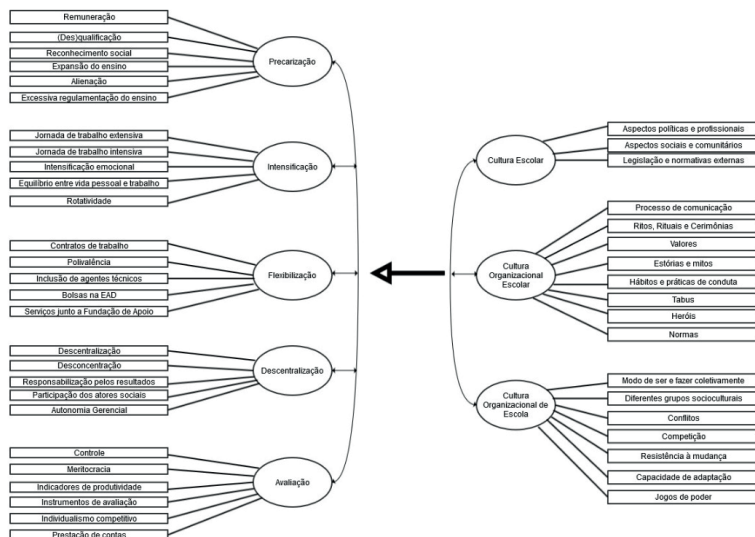 Remuneração
(Des)qualificação
Reconhecimento social
Expansão do ensino
Alienação
Excessiva regulamentação do ensino
Precarização
Jornada de trabalho extensiva
Jornada de trabalho intensiva
Intensificação emocional
Equilíbrio entre vida pessoal e trabalho
Rotatividade
Intensificação
Contratos de trabalho
Polivalência
Inclusão de agentes técnicos
Bolsas na EAD
Serviços junto a Fundação de Apoio
Flexibilização
Descentralização
Desconcentração
Responsabilização pelos resultados
Participação dos atores sociais
Autonomia Gerencial
Descentralização
Controle
Meritocracia
Indicadores de produtividade
Instrumentos de avaliação
Individualismo competitivo
Prestação de contas
Avaliação
Cultura Escolar
Aspectos políticas e profissionais
Aspectos sociais e comunitários
Legislação e normativas externas
Cultura
Organizacional
Escolar
Processo de comunicação
Ritos, Rituais e Cerimônias
Valores
Estórias e mitos
Hábitos e práticas de conduta
Tabus
Heróis
Normas
Cultura
Organizacional de
Escola
Modo de ser e fazer coletivamente
Diferentes grupos socioculturais
Conflitos
Competição
Resistência à mudança
Capacidade de adaptação
Jogos de poder